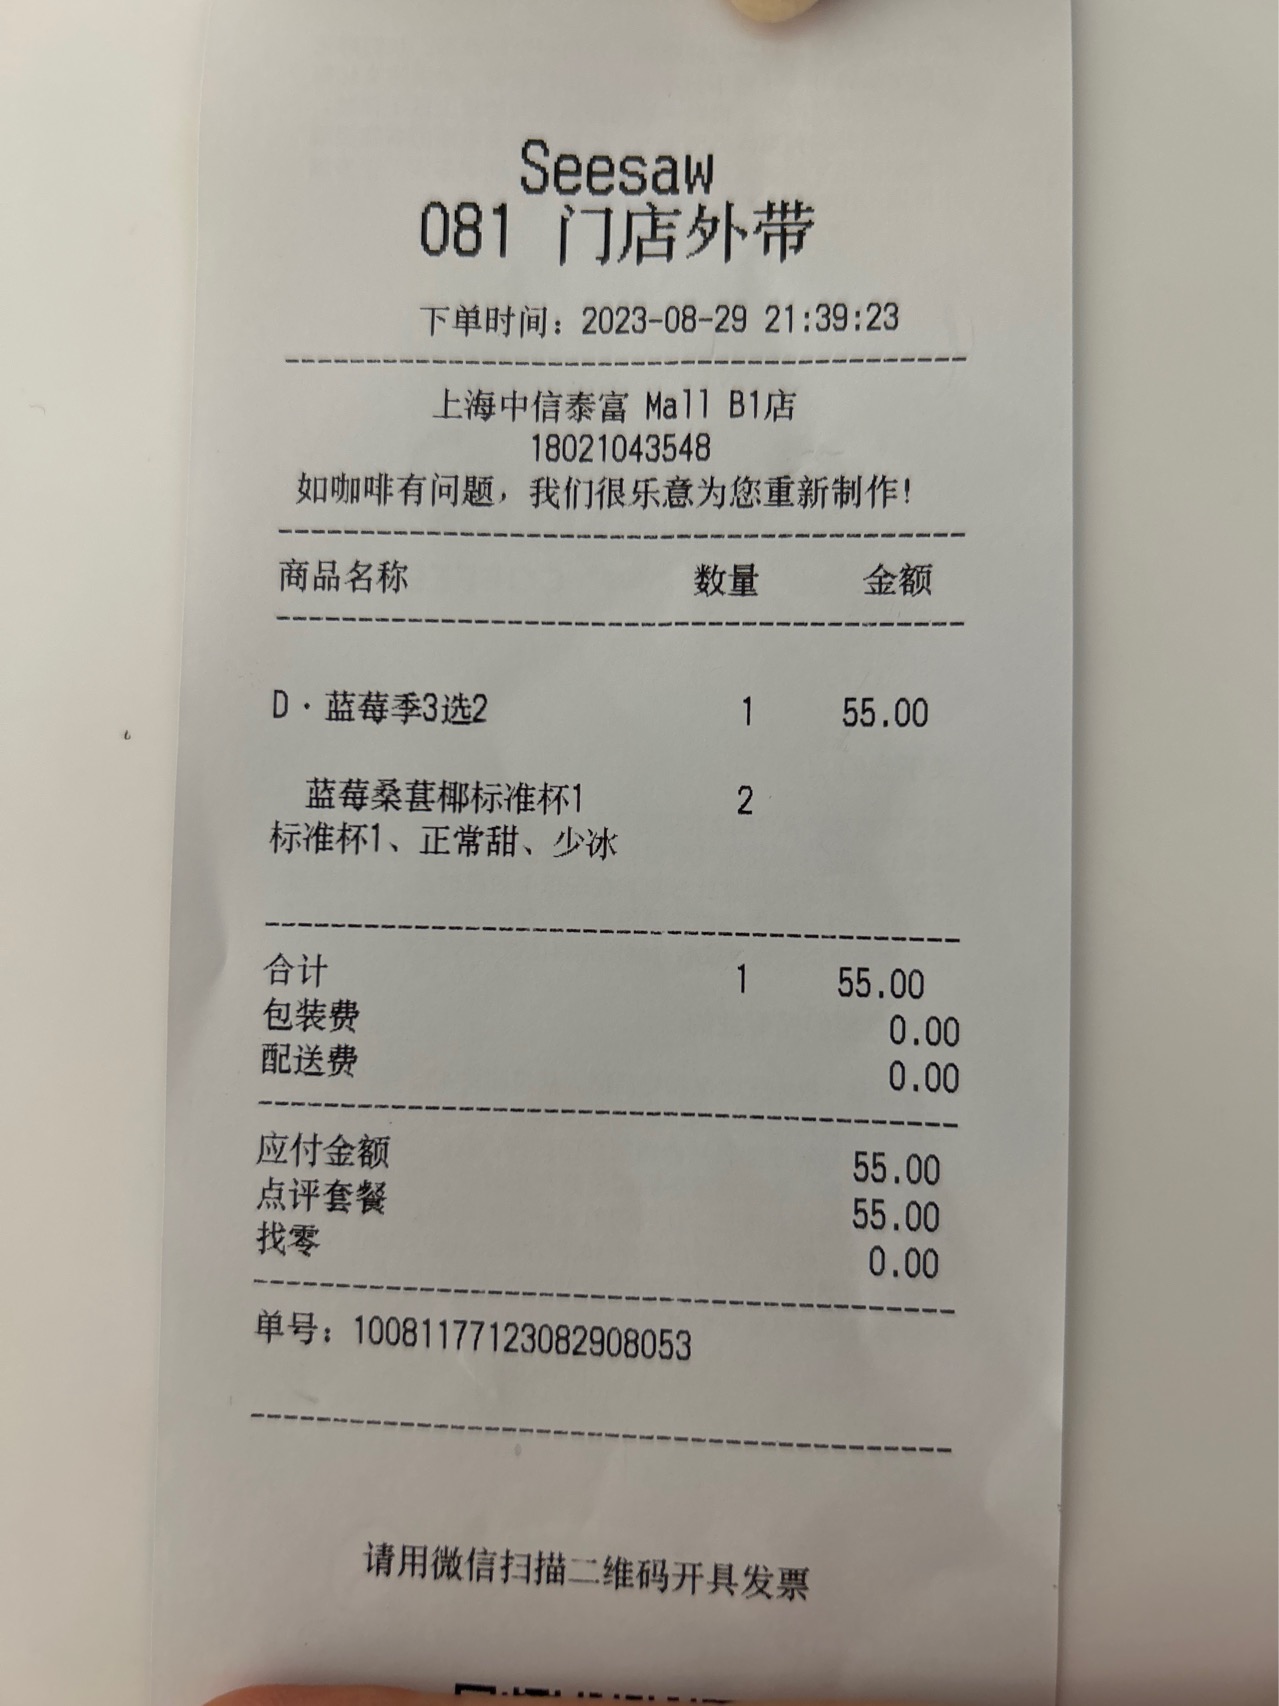 Seesaw
081 门店外带
下单时间：2023-08-29 21:39:23
上海中信泰富 Mall B1店
18021043548
如咖啡有问题，我们很乐意为您重新制作!
商品名称 数量 金额
D·蓝莓季3选2 1 55.00
蓝莓桑葚椰标准杯1 2
标准杯1、正常甜、少冰
合计 1 55.00
包装费 0.00
配送费 0.00
应付金额 55.00
点评套餐 55.00
找零 0.00
单号：10081177123082908053
请用微信扫描二维码开具发票